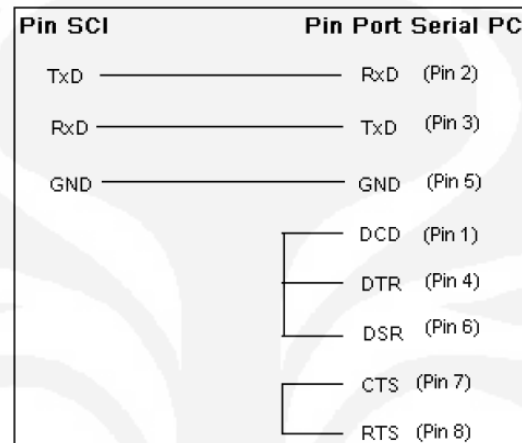 Pin SCI Pin Port Serial PC
TxD RxD (Pin 2)
RxD TxD (Pin 3)
GND GND (Pin 5)
DCD (Pin 1)
DTR (Pin 4)
DSR (Pin 6)
CTS (Pin 7)
RTS (Pin 8)